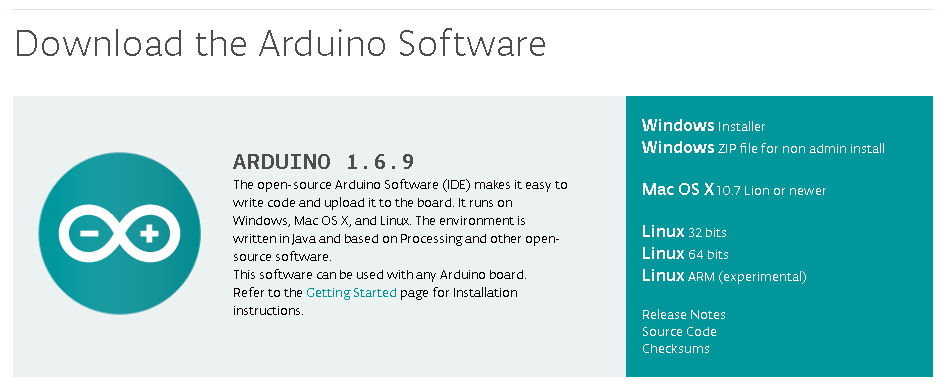 Download the Arduino Software
ARDUINO 1.6.9
The open-source Arduino Software (IDE) makes it easy to
write code and upload it to the board. It runs on
Windows, Mac OS X, and Linux. The environment is
written in Java and based on Processing and other open-
source software.
This software can be used with any Arduino board.
Refer to the Getting Started page for Installation
instructions.
Windows Installer
Windows ZIP file for non admin install
Mac OS X 10.7 Lion or newer
Linux 32 bits
Linux 64 bits
Linux ARM (experimental)
Release Notes
Source Code
Checksums